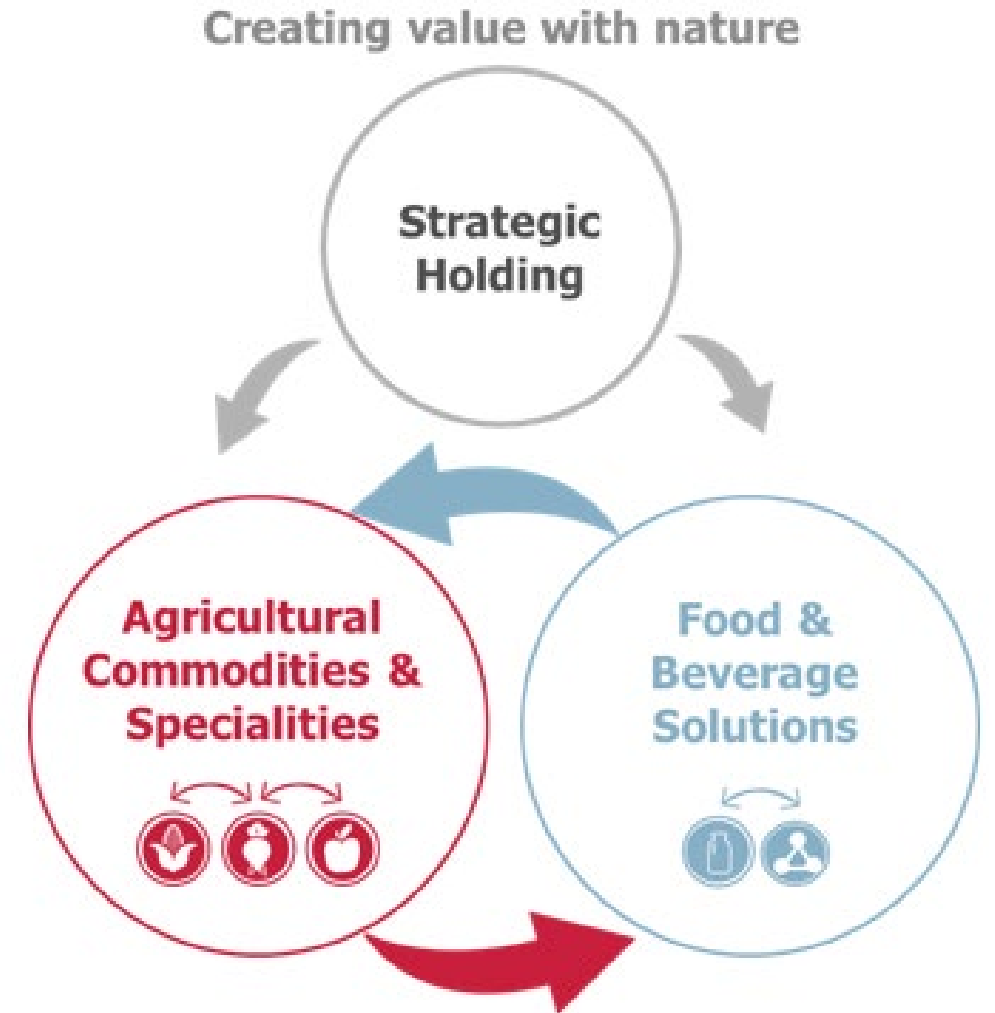 Creating value with nature
Strategic
Holding
Agricultural
Commodities &
Specialities
Food &
Beverage
Solutions